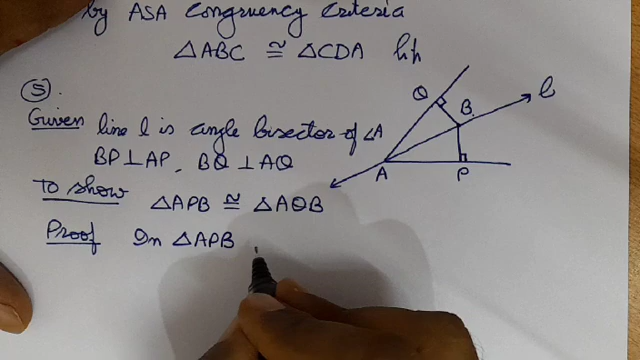 by ASA Congruency Criteria
△ABC ≅ △CDA
⑤.
Given line l is angle bisector of ∠A
BP ⊥ AP, BQ ⊥ AQ
To show △APB ≅ △AQB
Proof In △APB
Q
B
l
A
P